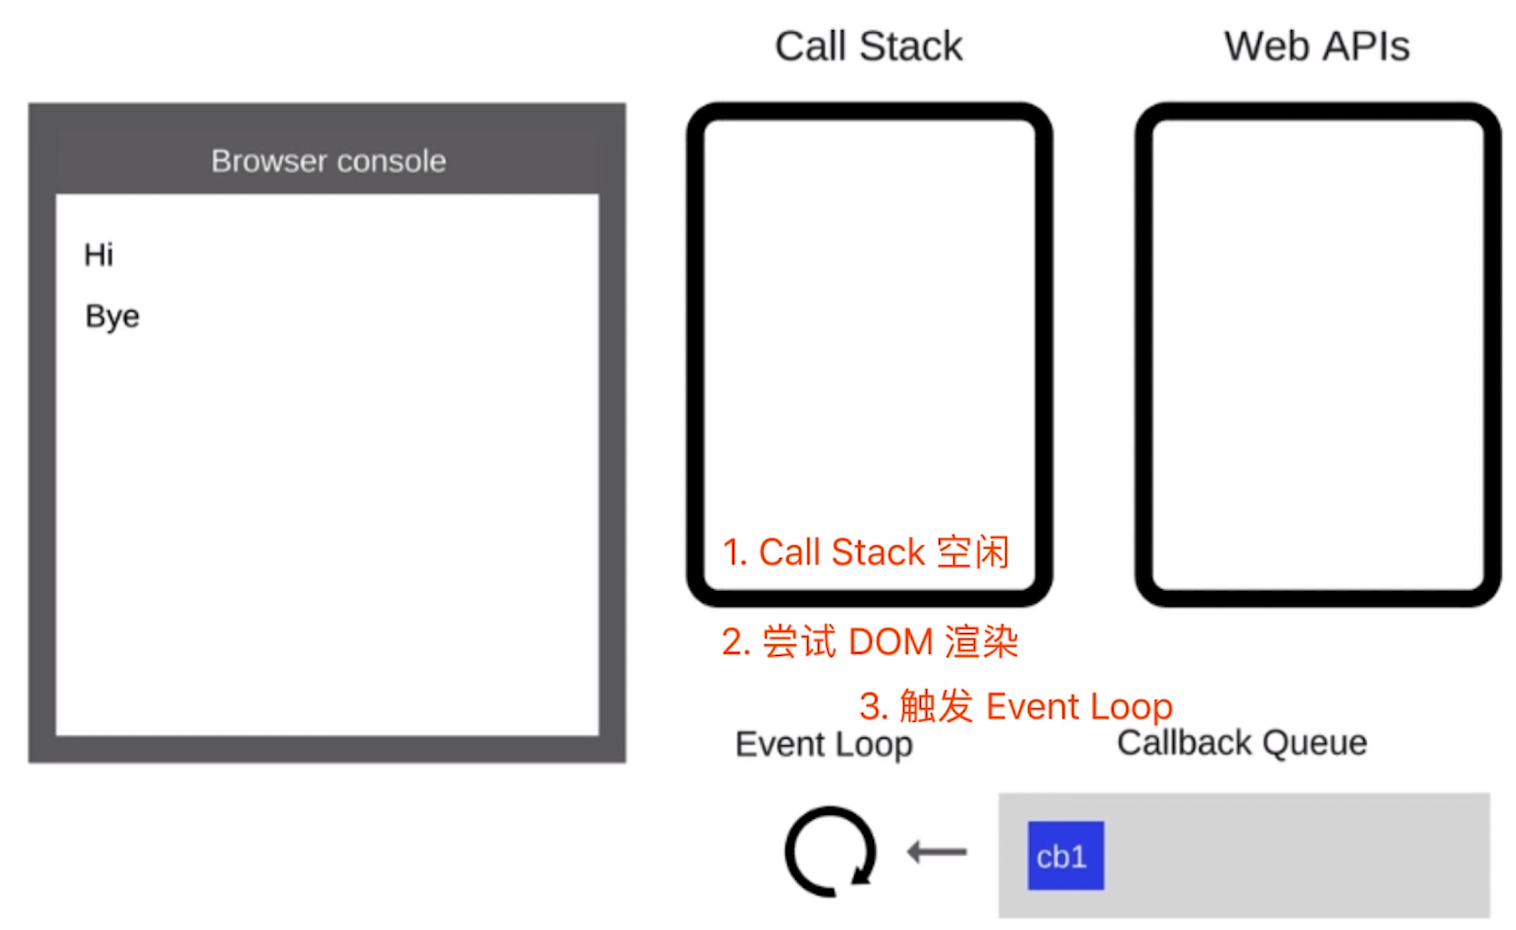 Call Stack
Web APIs
Browser console
Hi
Bye
1. Call Stack 空闲
2. 尝试 DOM 渲染
3. 触发 Event Loop
Event Loop
Callback Queue
cb1